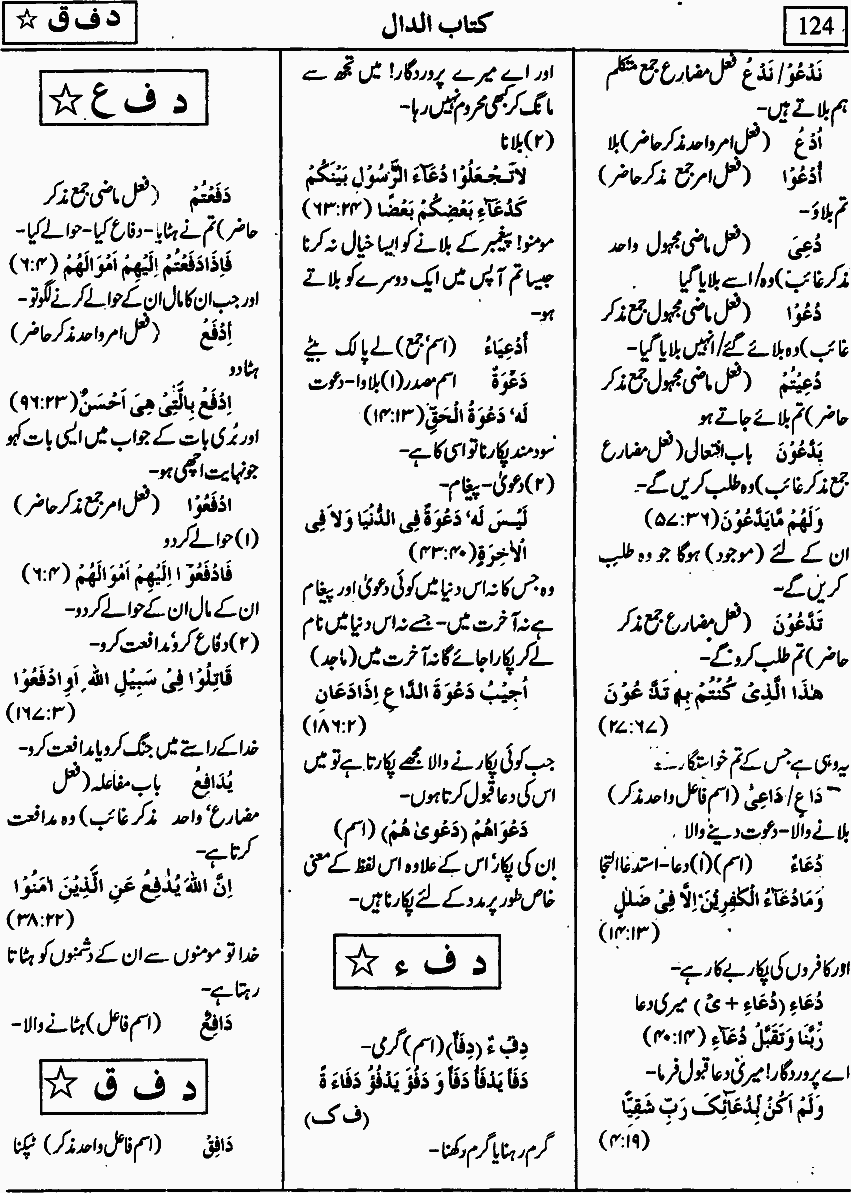 124
کتاب الدال
د ف ق ☆
نَدْعُوْا/ نَدْعُ فعل مضارع جمع متکلم
ہم بلاتے ہیں-
اُدْعُ (فعل امر واحد مذکر حاضر) بلا
اُدْعُوْا (فعل امر جمع مذکر حاضر)
تم بلاؤ-
دُعِیَ (فعل ماضی مجہول واحد
مذکر غائب) وہ/ اسے بلایا گیا
دُعُوْا (فعل ماضی مجہول جمع مذکر
غائب) وہ بلائے گئے/ انہیں بلایا گیا-
دُعِیْتُمْ (فعل ماضی مجہول جمع مذکر
حاضر) تم بلائے جاتے ہو
یَدَّعُوْنَ باب افتعال (فعل مضارع
جمع مذکر غائب) وہ طلب کریں گے-
وَلَهُمْ مَّایَدَّعُوْنَ (۵۷:۳۶)
ان کے لئے (موجود) ہوگا جو وہ طلب
کریں گے-
تَدَّعُوْنَ (فعل مضارع جمع مذکر
حاضر) تم طلب کرو گے-
هٰذَا الَّذِیْ کُنْتُمْ بِهٖ تَدَّعُوْنَ
(۲۷:۶۷)
یہ وہی ہے جس کے تم خواستگار
دَاعٍ/ دَاعِیْ (اسم فاعل واحد مذکر)
بلانے والا- دعوت دینے والا
دُعَاءٌ (اسم) (۱) دعا- استدعا التجا
وَمَادُعَآءُ الْکٰفِرِیْنَ اِلَّا فِیْ ضَلٰلٍ
(۱۴:۱۳)
اور کافروں کی پکار بے کار ہے-
دُعَاءِ (دُعَاءِ + یْ) میری دعا
رَبَّنَا وَتَقَبَّلْ دُعَآءِ (۴۰:۱۴)
اے پروردگار! میری دعا قبول فرما-
وَلَمْ اَکُنْ بِدُعَآئِکَ رَبِّ شَقِیًّا
(۴:۱۹)
اور اے میرے پروردگار! میں تجھ سے
مانگ کر کبھی محروم نہیں رہا-
(۲) بلانا
لَاتَجْعَلُوْا دُعَآءَ الرَّسُوْلِ بَیْنَکُمْ
کَدُعَآءِ بَعْضِکُمْ بَعْضًا (۶۳:۲۴)
مومنو! پیغمبر کے بلانے کو ایسا خیال نہ کرنا
جیسا تم آپس میں ایک دوسرے کو بلاتے
ہو-
اَدْعِیَاءُ (اسم' جمع) لے پالک بیٹے
دَعْوَةٌ اسم مصدر (۱) بلاوا- دعوت
لَهٗ دَعْوَةُ الْحَقِّ (۱۴:۱۳)
سود مند پکارنا تو اسی کا ہے-
(۲) دعویٰ- پیغام-
لَیْسَ لَهٗ دَعْوَةٌ فِی الدُّنْیَا وَلَا فِی
الْاٰخِرَةِ (۴۳:۴۰)
وہ جس کا نہ اس دنیا میں کوئی دعویٰ اور پیغام
ہے نہ آخرت میں- جسے نہ اس دنیا میں نام
لے کر پکارا جائے گا نہ آخرت میں (ماجد)
اُجِیْبُ دَعْوَةَ الدَّاعِ اِذَادَعَانِ
(۱۸۶:۲)
جب کوئی پکارنے والا مجھے پکارتا ہے تو میں
اس کی دعا قبول کرتا ہوں-
دَعْوَاهُمْ (دَعْویٰ هُمْ) (اسم)
ان کی پکار' اس کے علاوہ اس لفظ کے معنی
خاص طور پر مدد کے لئے پکارنا ہیں-
د ف ء ☆
دِفْ ءٌ (دِفَأٌ) (اسم) گرمی-
دَفَأَ یَدْفَأُ دَفَأً وَ دَفُؤَ یَدْفُؤُ دَفَاءَ ةً
(ف ک)
گرم رہنا یا گرم رکھنا-
د ف ع ☆
دَفَعْتُمْ (فعل ماضی جمع مذکر
حاضر) تم نے ہٹایا- دفاع کیا- حوالے کیا-
فَاِذَادَفَعْتُمْ اِلَیْهِمْ اَمْوَالَهُمْ (۶:۴)
اور جب ان کا مال ان کے حوالے کرنے لگو تو-
اِدْفَعْ (فعل امر واحد مذکر حاضر)
ہٹا دو
اِدْفَعْ بِالَّتِیْ هِیَ اَحْسَنُ (۹۶:۲۳)
اور بُری بات کے جواب میں ایسی بات کہو
جو نہایت اچھی ہو-
ادْفَعُوْا (فعل امر جمع مذکر حاضر)
(۱) حوالے کر دو
فَادْفَعُوْا اِلَیْهِمْ اَمْوَالَهُمْ (۶:۴)
ان کے مال ان کے حوالے کر دو-
(۲) دفاع کرو' مدافعت کرو-
قَاتِلُوْا فِیْ سَبِیْلِ اللّٰهِ اَوِادْفَعُوْا
(۱۶۷:۳)
خدا کے راستے میں جنگ کرو یا مدافعت کرو-
یُدَافِعُ باب مفاعلہ (فعل
مضارع' واحد مذکر غائب) وہ مدافعت
کرتا ہے-
اِنَّ اللّٰهَ یُدٰفِعُ عَنِ الَّذِیْنَ اٰمَنُوْا
(۳۸:۲۲)
خدا تو مومنوں سے ان کے دشمنوں کو ہٹاتا
رہتا ہے-
دَافِعٌ (اسم فاعل) ہٹانے والا-
د ف ق ☆
دَافِقٌ (اسم فاعل واحد مذکر) ٹپکتا